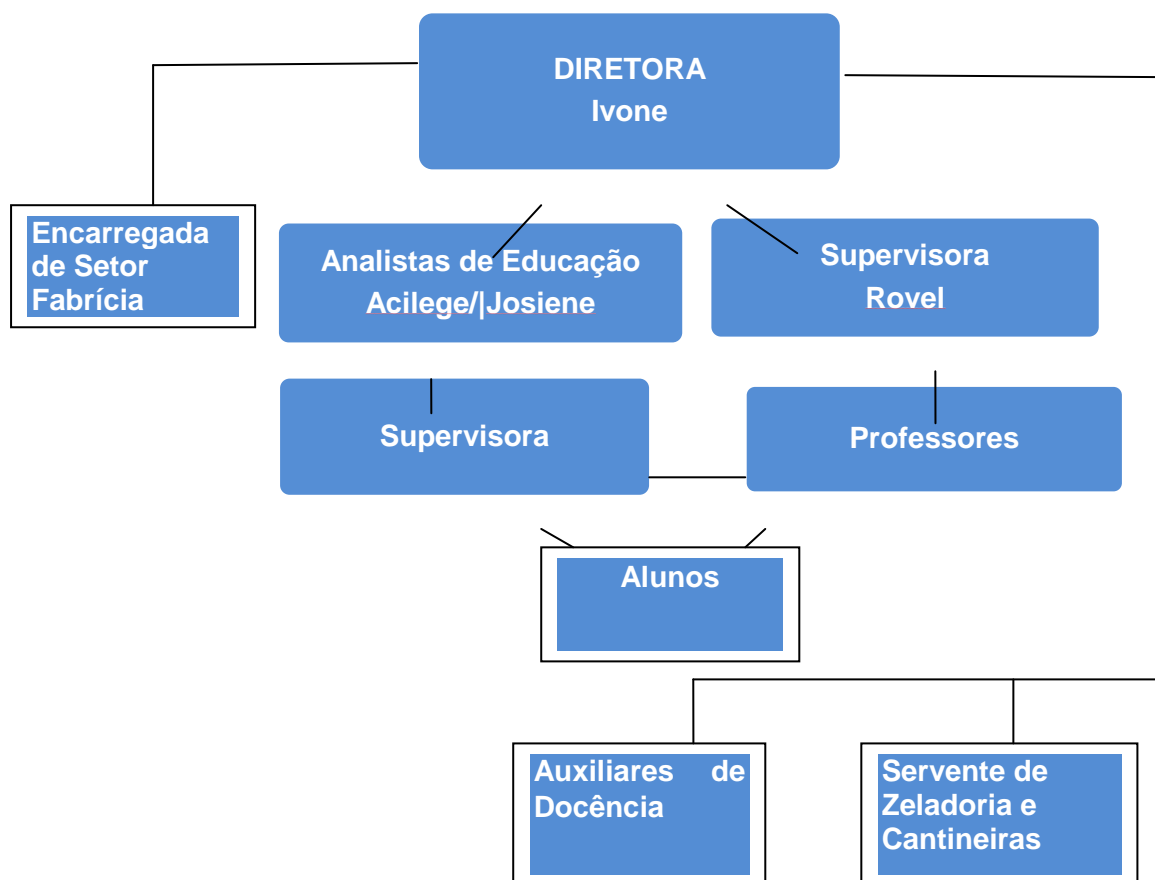 DIRETORA
Ivone
Encarregada
de Setor
Fabrícia
Analistas de Educação
Acilege/|Josiene
Supervisora
Rovel
Supervisora
Professores
Alunos
Auxiliares de
Docência
Servente de
Zeladoria e
Cantineiras